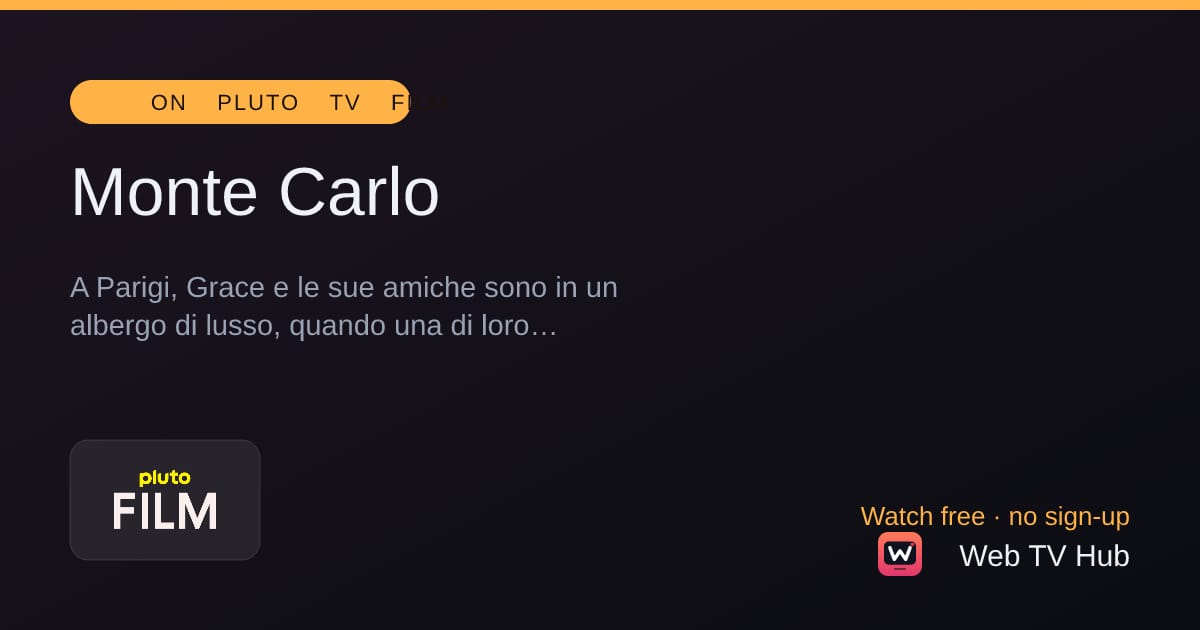 ON PLUTO TV FILM
Monte Carlo
A Parigi, Grace e le sue amiche sono in un
albergo di lusso, quando una di loro…
pluto
FILM
Watch free · no sign-up
W
Web TV Hub